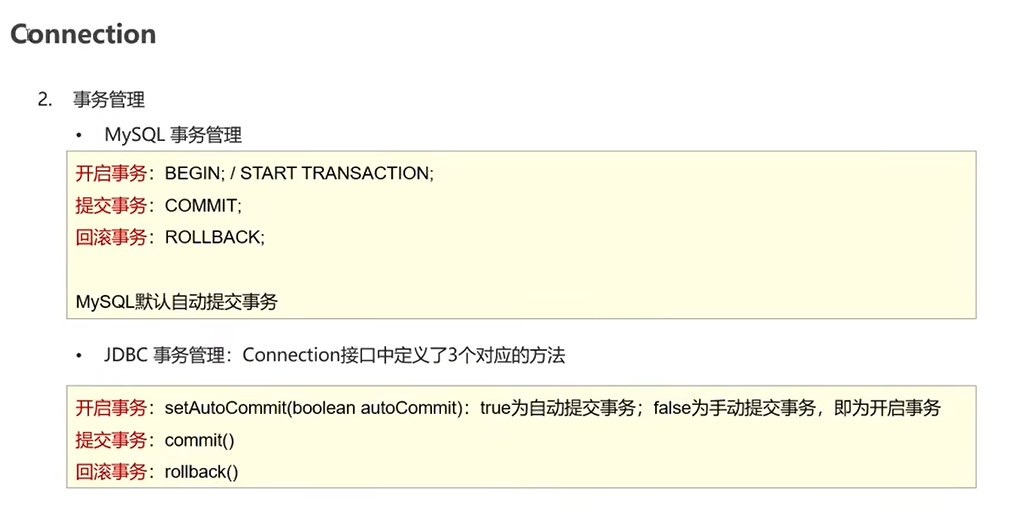 Connection
2. 事务管理
• MySQL 事务管理
开启事务：BEGIN; / START TRANSACTION;
提交事务：COMMIT;
回滚事务：ROLLBACK;
MySQL默认自动提交事务
• JDBC 事务管理：Connection接口中定义了3个对应的方法
开启事务：setAutoCommit(boolean autoCommit)：true为自动提交事务；false为手动提交事务，即为开启事务
提交事务：commit()
回滚事务：rollback()